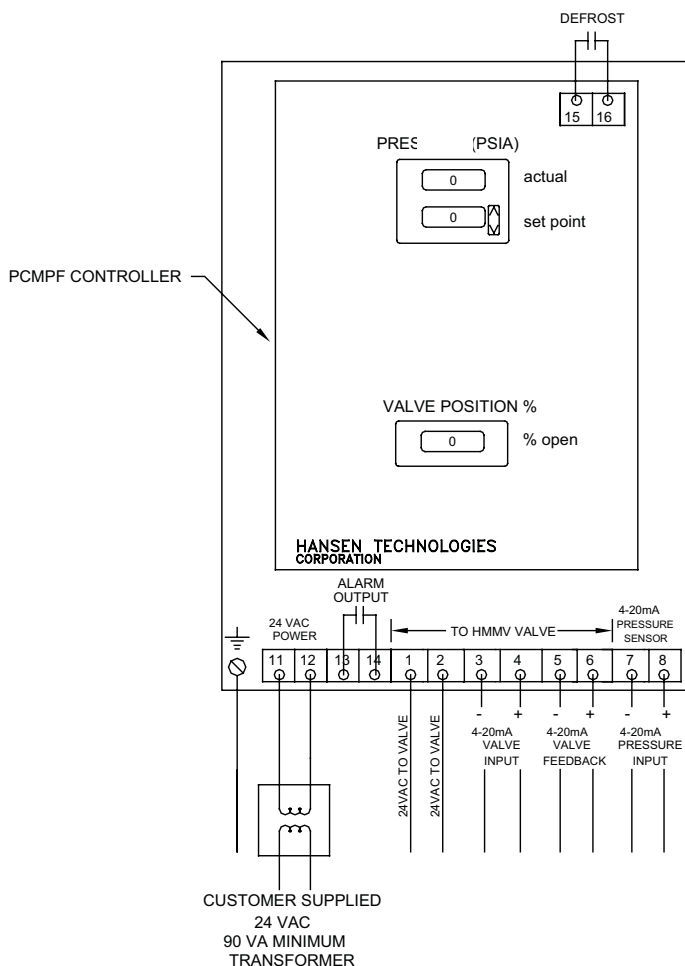 DEFROST
15 16
PRES (PSIA)
0 actual
0 set point
PCMPF CONTROLLER
VALVE POSITION %
0 % open
HANSEN TECHNOLOGIES
CORPORATION
ALARM
OUTPUT
24 VAC
POWER
TO HMMV VALVE
4-20mA
PRESSURE
SENSOR
11 12 13 14 1 2 3 4 5 6 7 8
- + - + - +
24VAC TO VALVE
24VAC TO VALVE
4-20mA
VALVE
INPUT
4-20mA
VALVE
FEEDBACK
4-20mA
PRESSURE
INPUT
CUSTOMER SUPPLIED
24 VAC
90 VA MINIMUM
TRANSFORMER